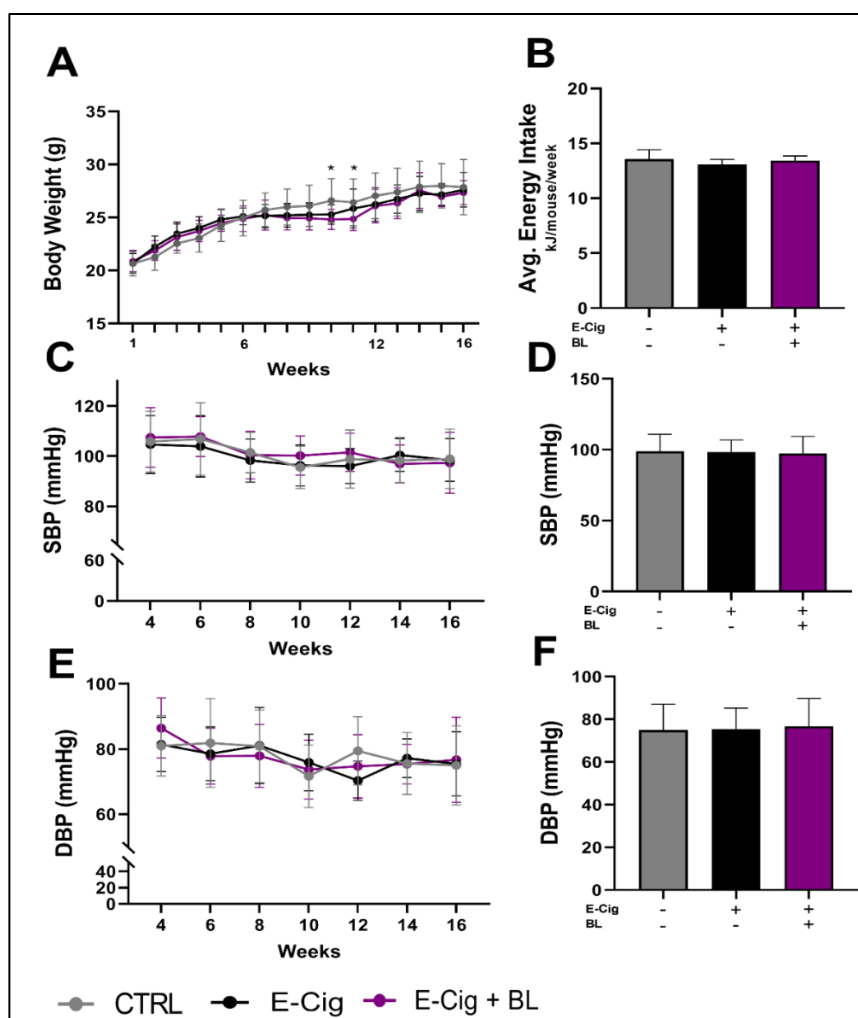 A
Body Weight (g)
35
30
25
20
15
* *
1 6 12 16
Weeks
B
Avg. Energy Intake
kJ/mouse/week
20
15
10
5
0
E-Cig - + +
BL - - +
C
SBP (mmHg)
120
100
80
60
0
4 6 8 10 12 14 16
Weeks
D
SBP (mmHg)
150
100
50
0
E-Cig - + +
BL - - +
E
DBP (mmHg)
100
80
60
40
20
0
4 6 8 10 12 14 16
Weeks
F
DBP (mmHg)
100
80
60
40
20
0
E-Cig - + +
BL - - +
CTRL E-Cig E-Cig + BL